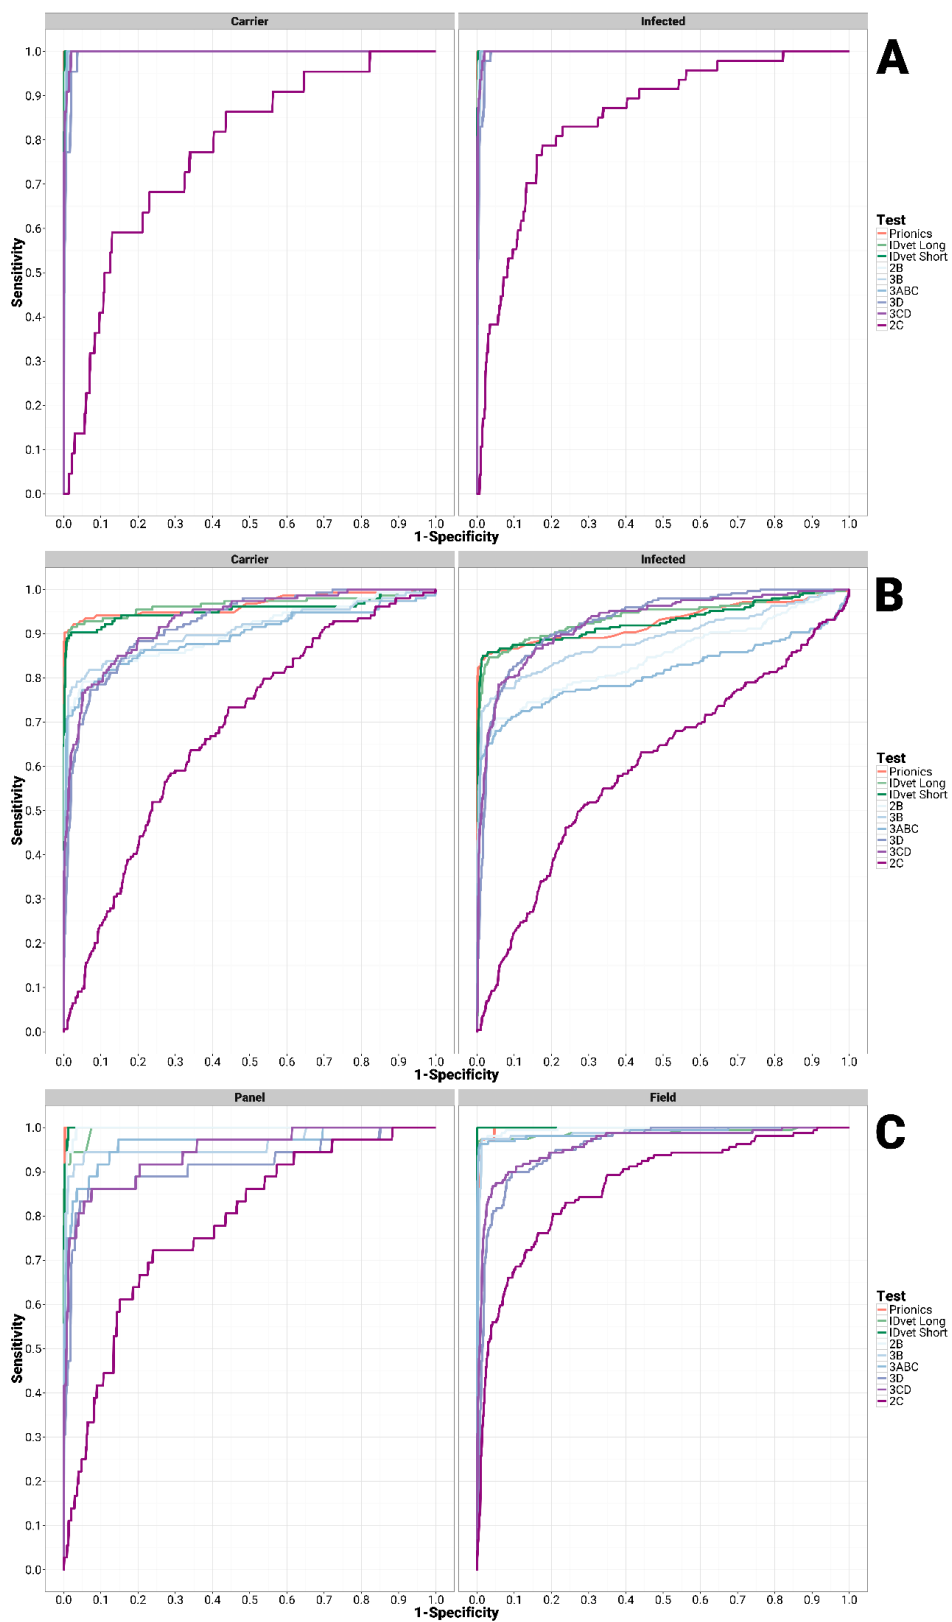 Carrier Infected
A
1.0
0.9
0.8
0.7
0.6
0.5
0.4
0.3
0.2
0.1
0.0
Sensitivity
0.0 0.1 0.2 0.3 0.4 0.5 0.6 0.7 0.8 0.9 1.0 0.0 0.1 0.2 0.3 0.4 0.5 0.6 0.7 0.8 0.9 1.0
1-Specificity
Test
Prionics
IDvet Long
IDvet Short
2B
3B
3ABC
3D
3CD
2C
Carrier Infected
B
1.0
0.9
0.8
0.7
0.6
0.5
0.4
0.3
0.2
0.1
0.0
Sensitivity
0.0 0.1 0.2 0.3 0.4 0.5 0.6 0.7 0.8 0.9 1.0 0.0 0.1 0.2 0.3 0.4 0.5 0.6 0.7 0.8 0.9 1.0
1-Specificity
Test
Prionics
IDvet Long
IDvet Short
2B
3B
3ABC
3D
3CD
2C
Panel Field
C
1.0
0.9
0.8
0.7
0.6
0.5
0.4
0.3
0.2
0.1
0.0
Sensitivity
0.0 0.1 0.2 0.3 0.4 0.5 0.6 0.7 0.8 0.9 1.0 0.0 0.1 0.2 0.3 0.4 0.5 0.6 0.7 0.8 0.9 1.0
1-Specificity
Test
Prionics
IDvet Long
IDvet Short
2B
3B
3ABC
3D
3CD
2C